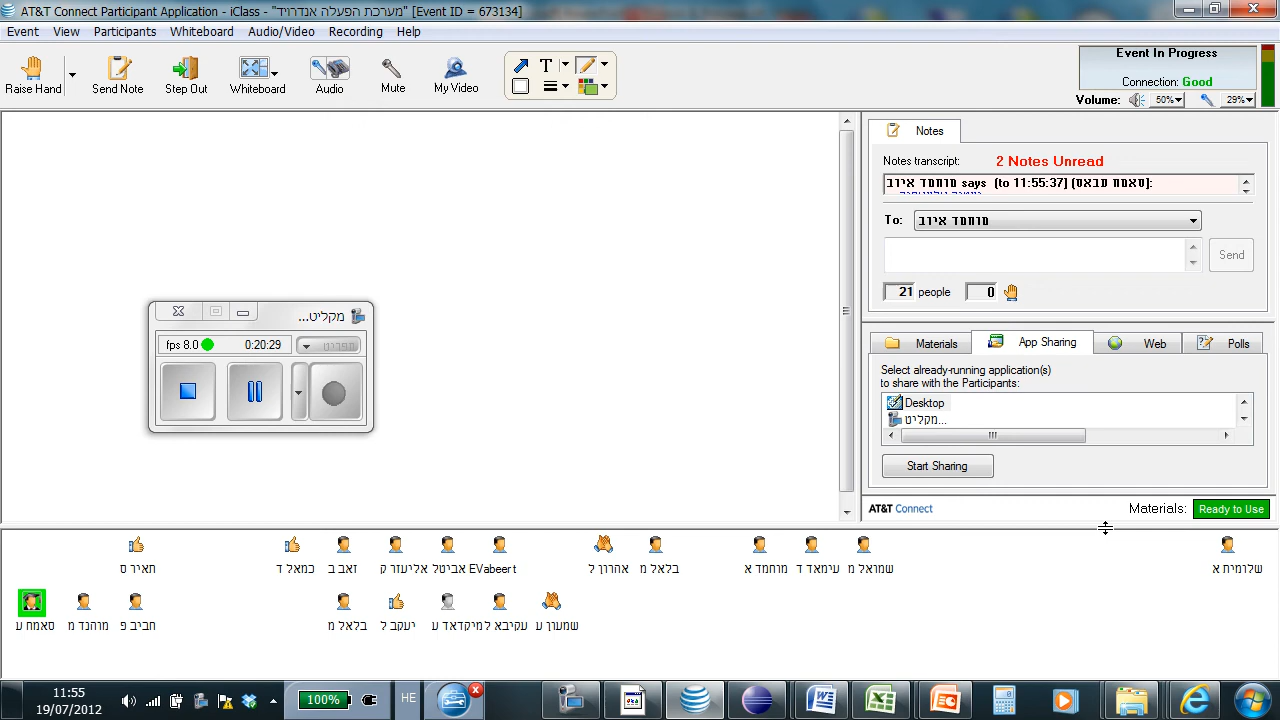 AT&T Connect Participant Application - iClass - "מערכת הפעלה אנדרויד" [Event ID = 673134]
Event View Participants Whiteboard Audio/Video Recording Help
Raise Hand Send Note Step Out Whiteboard Audio Mute My Video
Event In Progress
Connection: Good
Volume: 50% 29%
Notes
Notes transcript: 2 Notes Unread
מוחמד איוב says (to 11:55:37] (סאמח עבאס]:
To: מוחמד איוב
Send
21 people 0
מקליט...
fps 8.0 0:20:29 תפריט
Materials App Sharing Web Polls
Select already-running application(s)
to share with the Participants:
Desktop
מקליט...
Start Sharing
AT&T Connect Materials: Ready to Use
תאיר ס כמאל ד זאב ב אליעזר ק אביטל EVabeert אהרון ל בלאל מ מוחמד א עימאד ד שמואל מ שלומית א
סאמח ע מוהנד מ חביב פ בלאל מ יעקב ל מיקדאד ע עקיבא ל שמעון ע
11:55
19/07/2012
100%
HE